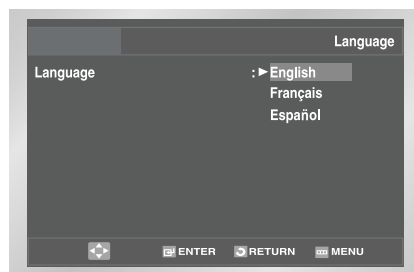 Language
Language : ►English
Français
Español
ENTER RETURN MENU